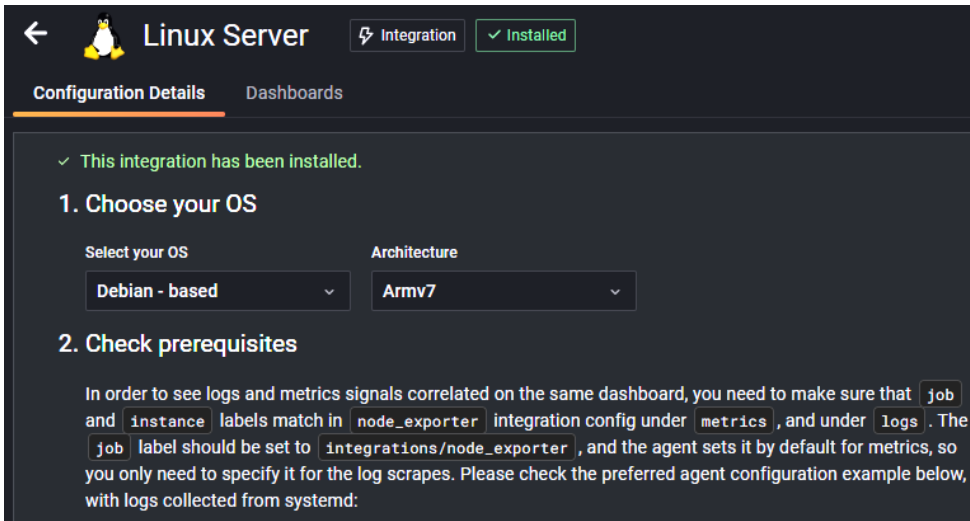 Linux Server Integration Installed
Configuration Details Dashboards
This integration has been installed.
1. Choose your OS
Select your OS Architecture
Debian - based Armv7
2. Check prerequisites
In order to see logs and metrics signals correlated on the same dashboard, you need to make sure that job
and instance labels match in node_exporter integration config under metrics , and under logs . The
job label should be set to integrations/node_exporter , and the agent sets it by default for metrics, so
you only need to specify it for the log scrapes. Please check the preferred agent configuration example below,
with logs collected from systemd: